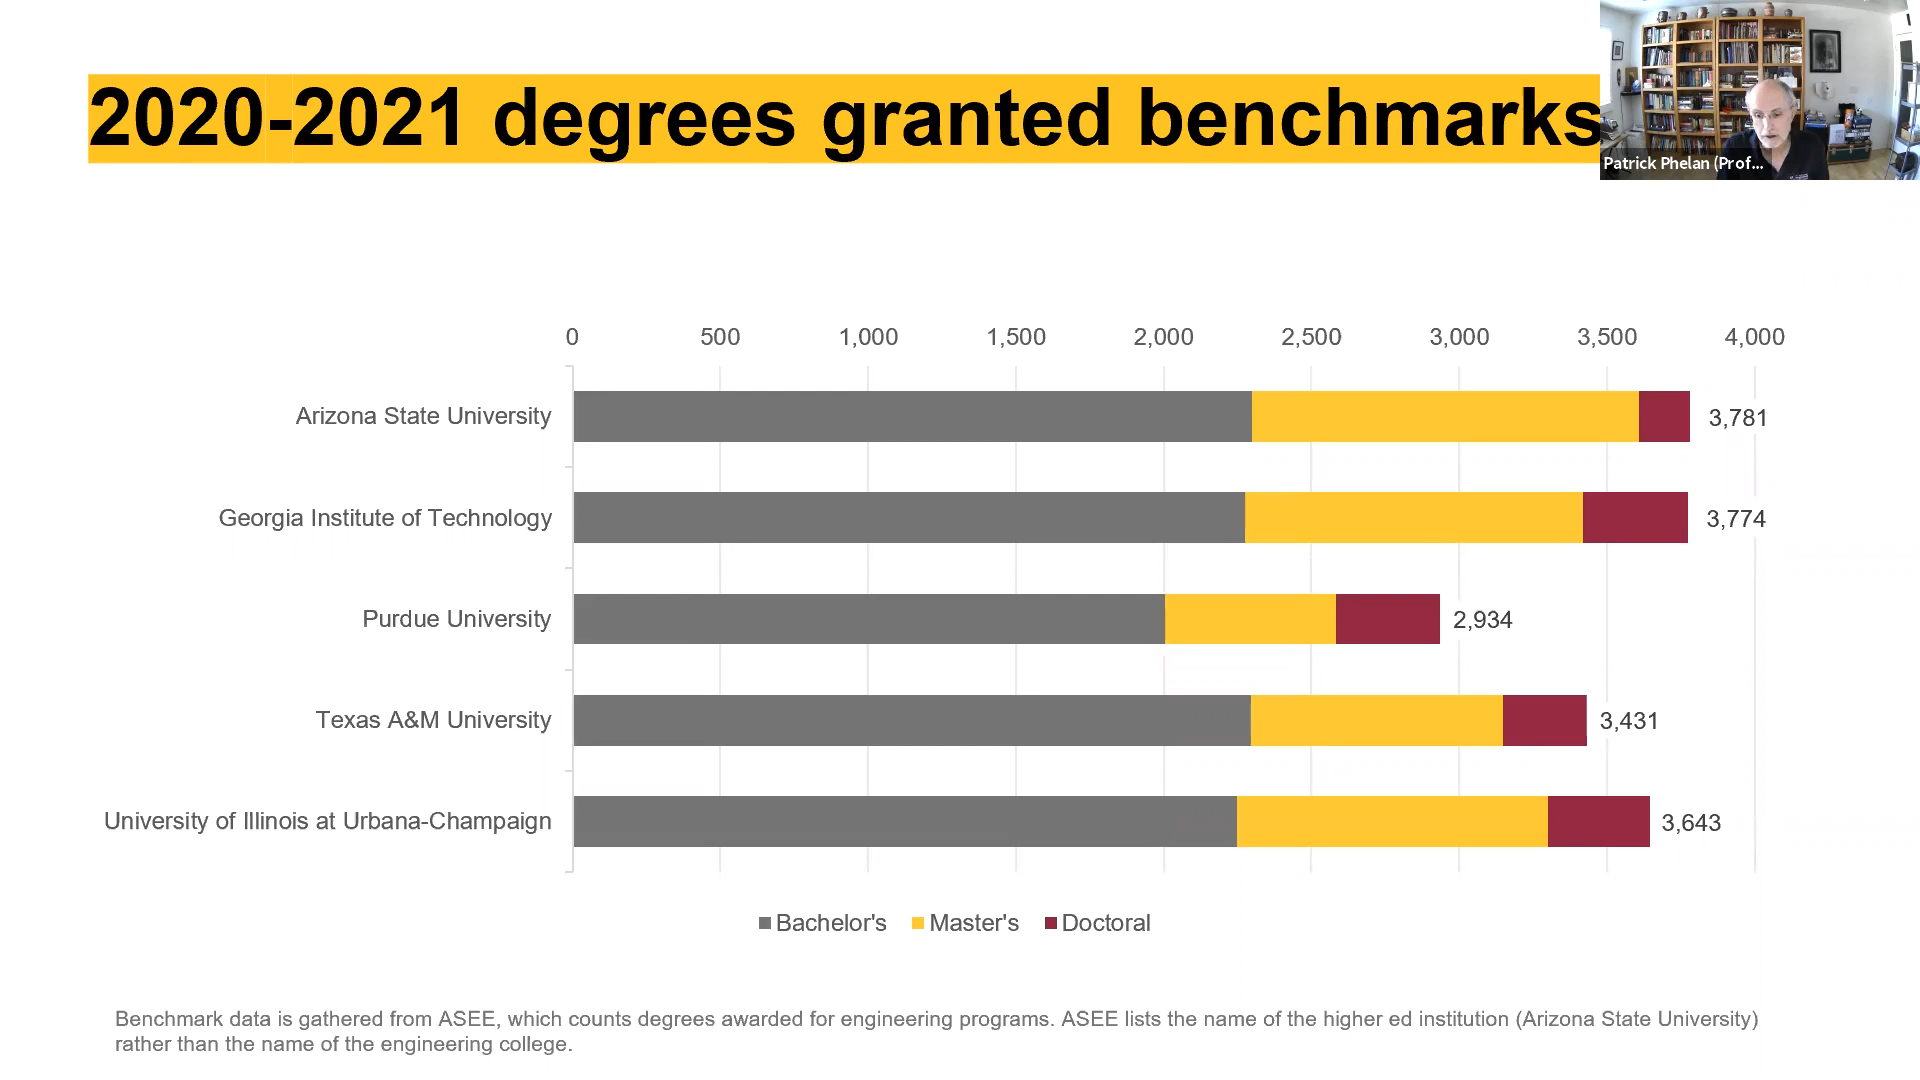 2020-2021 degrees granted benchmarks
Patrick Phelan (Prof...
0 500 1,000 1,500 2,000 2,500 3,000 3,500 4,000
Arizona State University 3,781
Georgia Institute of Technology 3,774
Purdue University 2,934
Texas A&M University 3,431
University of Illinois at Urbana-Champaign 3,643
Bachelor's Master's Doctoral
Benchmark data is gathered from ASEE, which counts degrees awarded for engineering programs. ASEE lists the name of the higher ed institution (Arizona State University)
rather than the name of the engineering college.